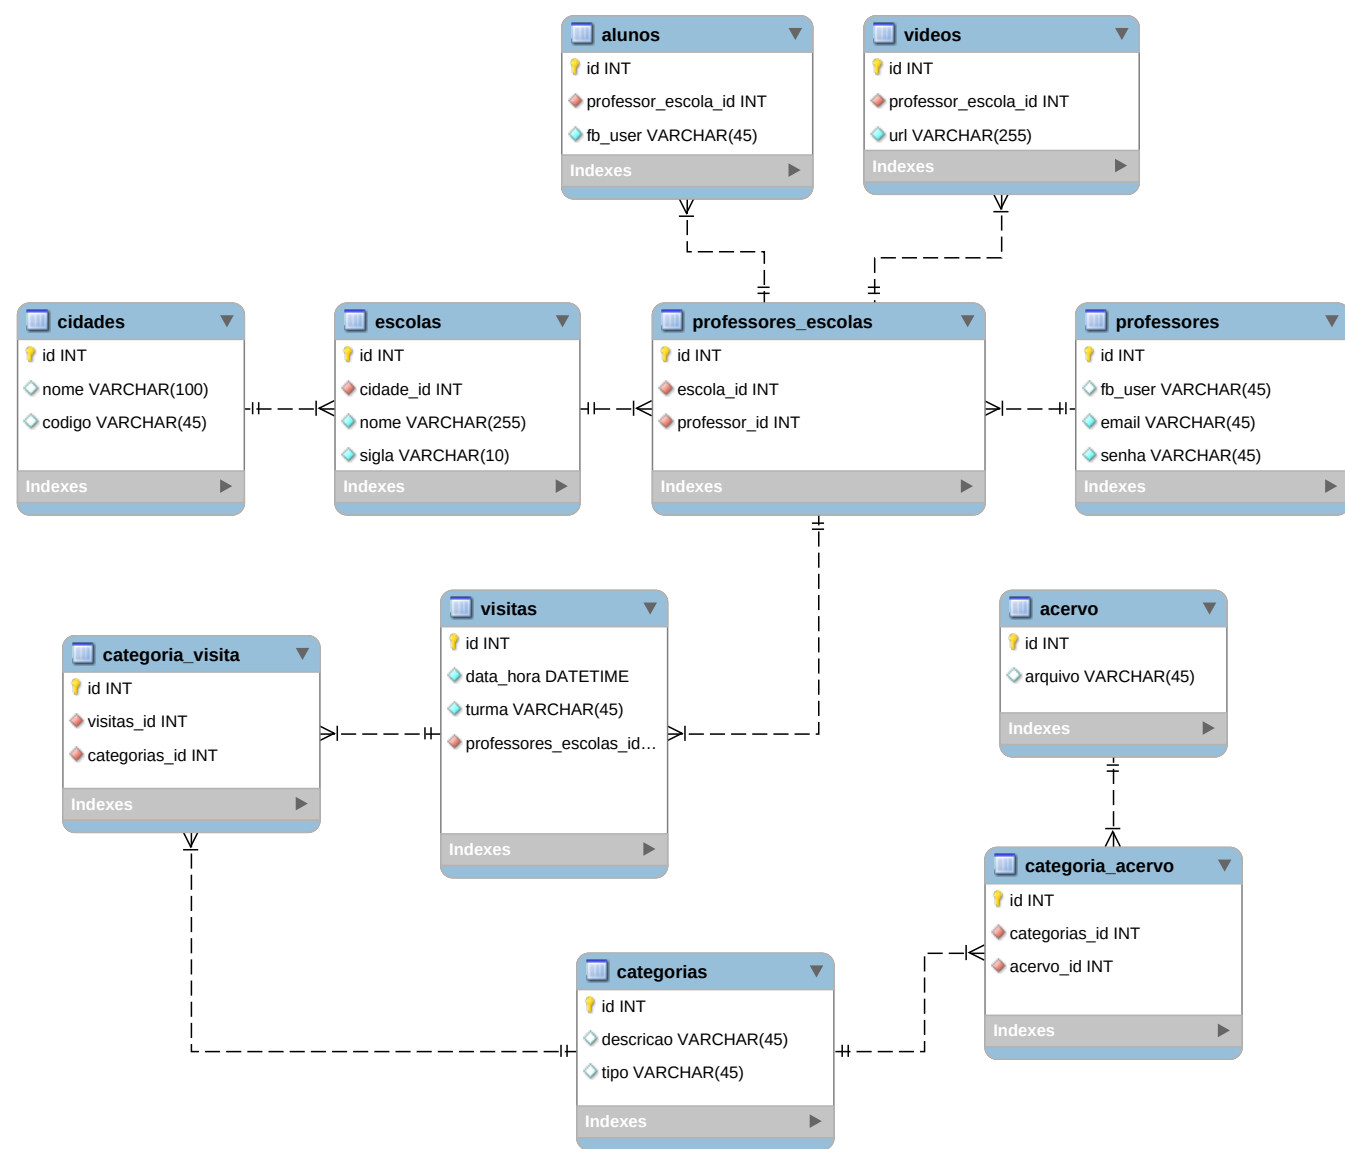 alunos
id INT
professor_escola_id INT
fb_user VARCHAR(45)
Indexes
videos
id INT
professor_escola_id INT
url VARCHAR(255)
Indexes
cidades
id INT
nome VARCHAR(100)
codigo VARCHAR(45)
Indexes
escolas
id INT
cidade_id INT
nome VARCHAR(255)
sigla VARCHAR(10)
Indexes
professores_escolas
id INT
escola_id INT
professor_id INT
Indexes
professores
id INT
fb_user VARCHAR(45)
email VARCHAR(45)
senha VARCHAR(45)
Indexes
categoria_visita
id INT
visitas_id INT
categorias_id INT
Indexes
visitas
id INT
data_hora DATETIME
turma VARCHAR(45)
professores_escolas_id...
Indexes
acervo
id INT
arquivo VARCHAR(45)
Indexes
categoria_acervo
id INT
categorias_id INT
acervo_id INT
Indexes
categorias
id INT
descricao VARCHAR(45)
tipo VARCHAR(45)
Indexes